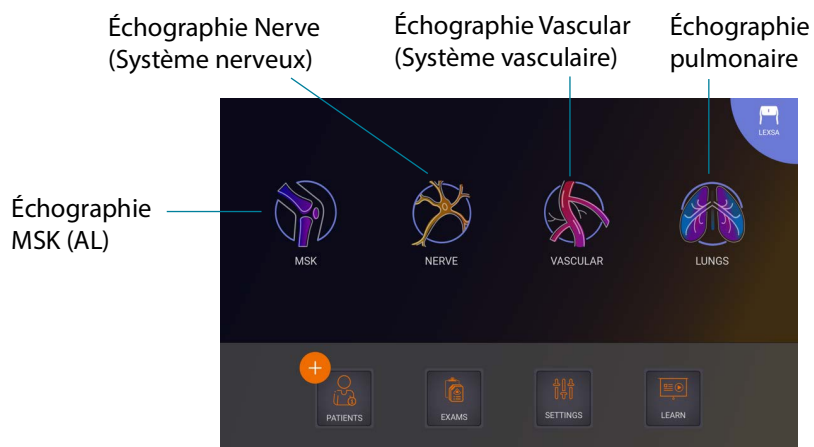 Échographie Nerve
(Système nerveux)
Échographie Vascular
(Système vasculaire)
Échographie
pulmonaire
Échographie
MSK (AL)
LEXSA
MSK
NERVE
VASCULAR
LUNGS
+
PATIENTS
EXAMS
SETTINGS
LEARN